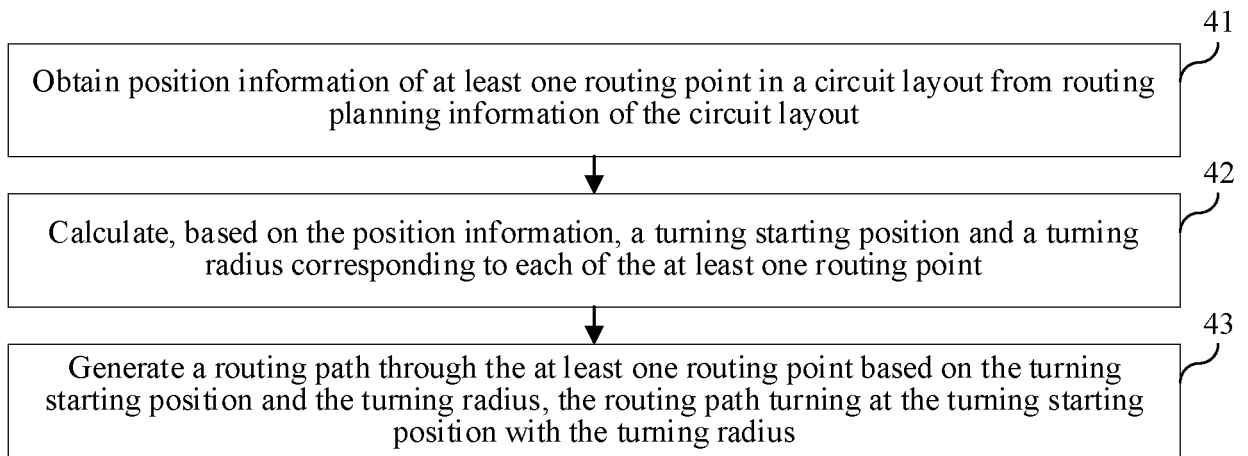 41
Obtain position information of at least one routing point in a circuit layout from routing
planning information of the circuit layout
42
Calculate, based on the position information, a turning starting position and a turning
radius corresponding to each of the at least one routing point
43
Generate a routing path through the at least one routing point based on the turning
starting position and the turning radius, the routing path turning at the turning starting
position with the turning radius